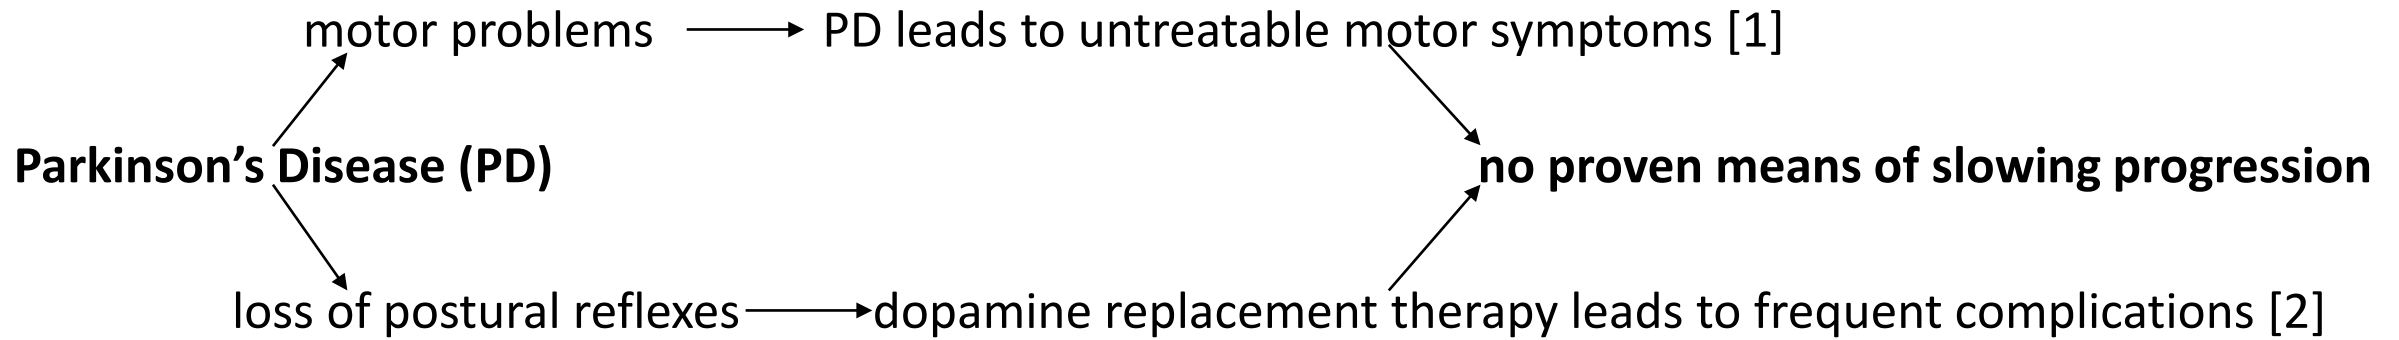 motor problems PD leads to untreatable motor symptoms [1]
Parkinson’s Disease (PD) no proven means of slowing progression
loss of postural reflexes dopamine replacement therapy leads to frequent complications [2]